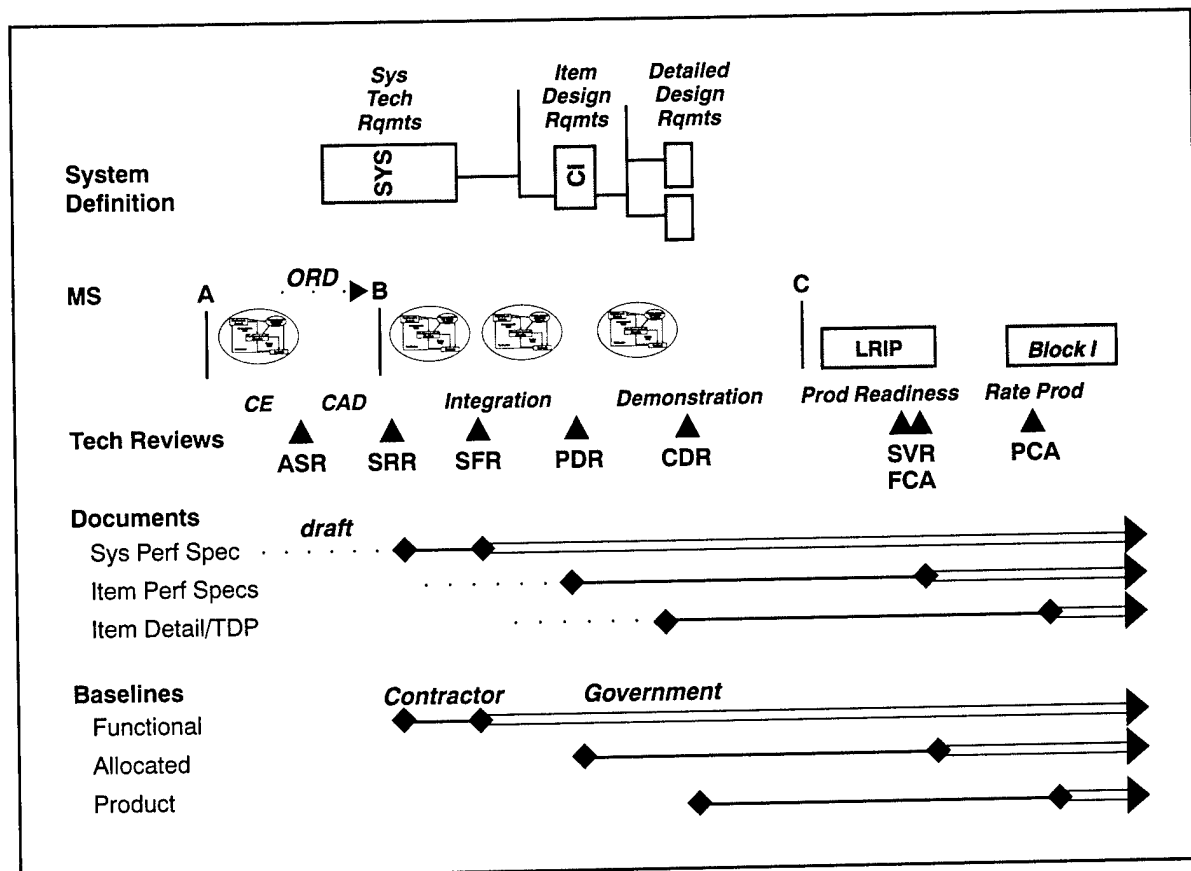 Sys
Tech
Rqmts
Item
Design
Rqmts
Detailed
Design
Rqmts
System
Definition
SYS
CI
MS
A
ORD
B
C
LRIP
Block I
CE
CAD
Integration
Demonstration
Prod Readiness
Rate Prod
Tech Reviews
ASR
SRR
SFR
PDR
CDR
SVR
FCA
PCA
Documents
draft
Sys Perf Spec
Item Perf Specs
Item Detail/TDP
Baselines
Contractor
Government
Functional
Allocated
Product